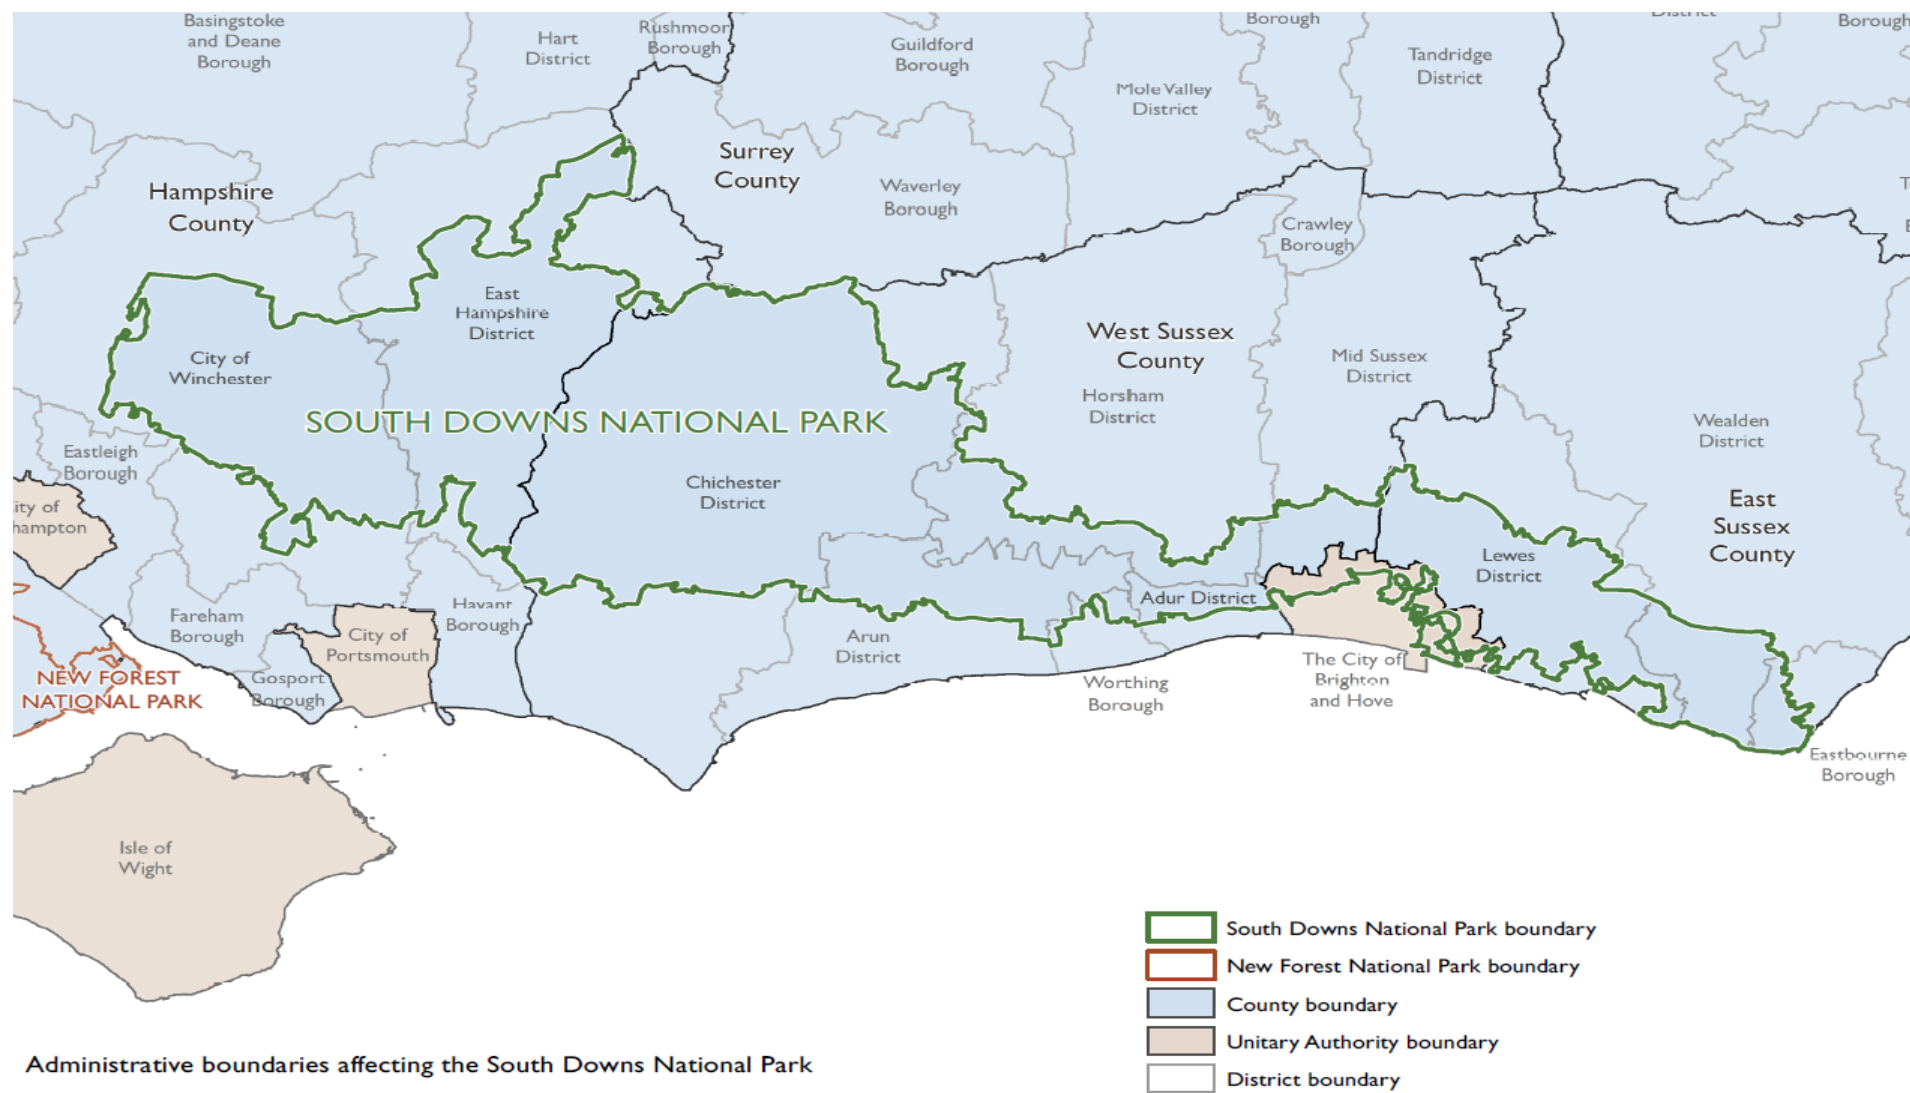 Basingstoke
and Deane
Borough
Hart
District
Rushmoor
Borough
Guildford
Borough
Borough
Mole Valley
District
Tandridge
District
District
Borough
Surrey
County
Hampshire
County
Waverley
Borough
Crawley
Borough
East
Hampshire
District
City of
Winchester
West Sussex
County
Mid Sussex
District
Horsham
District
SOUTH DOWNS NATIONAL PARK
Wealden
District
Eastleigh
Borough
Chichester
District
East
Sussex
County
ity of
hampton
Lewes
District
Adur District
Fareham
Borough
City of
Portsmouth
Havant
Borough
Arun
District
Gosport
Borough
NEW FOREST
NATIONAL PARK
Worthing
Borough
The City of
Brighton
and Hove
Eastbourne
Borough
Isle of
Wight
South Downs National Park boundary
New Forest National Park boundary
County boundary
Unitary Authority boundary
District boundary
Administrative boundaries affecting the South Downs National Park